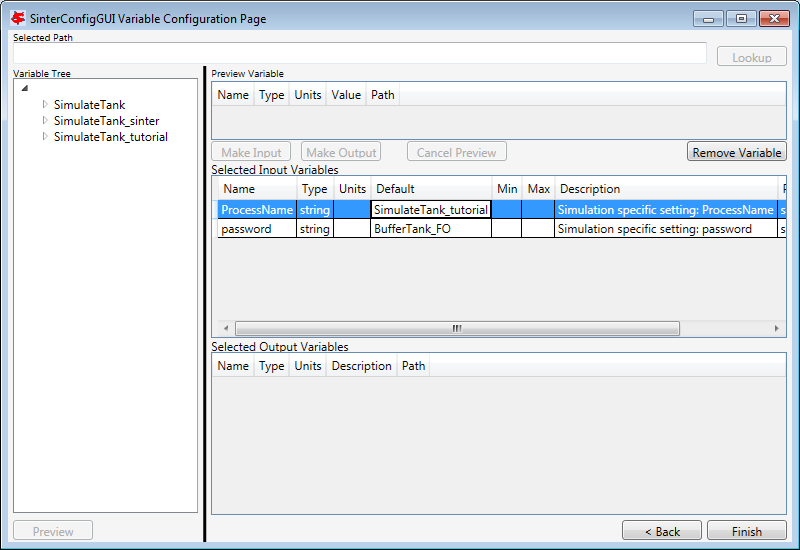 SinterConfigGUI Variable Configuration Page
Selected Path
Lookup
Variable Tree
SimulateTank
SimulateTank_sinter
SimulateTank_tutorial
Preview
Preview Variable
Name Type Units Value Path
Make Input Make Output Cancel Preview Remove Variable
Selected Input Variables
Name Type Units Default Min Max Description
ProcessName string SimulateTank_tutorial Simulation specific setting: ProcessName s
password string BufferTank_FO Simulation specific setting: password s
Selected Output Variables
Name Type Units Description Path
< Back Finish